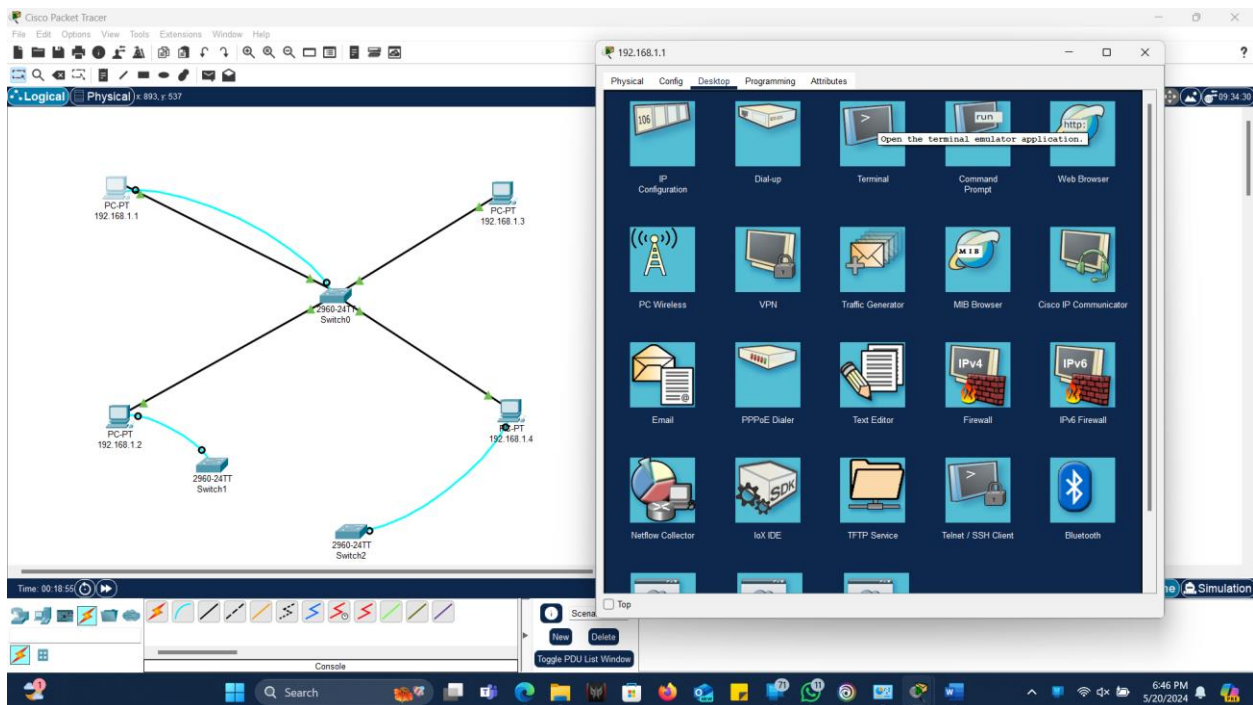 Cisco Packet Tracer
File Edit Options View Tools Extensions Window Help
?
Logical Physical x: 893, y: 537
09:34:30
PC-PT
192.168.1.1
PC-PT
192.168.1.3
2960-24TT
Switch0
PC-PT
192.168.1.2
2960-24TT
Switch1
PC-PT
192.168.1.4
2960-24TT
Switch2
192.168.1.1
Physical Config Desktop Programming Attributes
106
run
http:
Open the terminal emulator application.
IP Configuration
Dial-up
Terminal
Command Prompt
Web Browser
MIB
PC Wireless
VPN
Traffic Generator
MIB Browser
Cisco IP Communicator
IPv4
IPv6
Email
PPPoE Dialer
Text Editor
Firewall
IPv6 Firewall
SDK
Netflow Collector
IoX IDE
TFTP Service
Telnet / SSH Client
Bluetooth
Top
Time: 00:18:55
Simulation
New Delete
Toggle PDU List Window
Console
Search
71
11
6:46 PM
5/20/2024